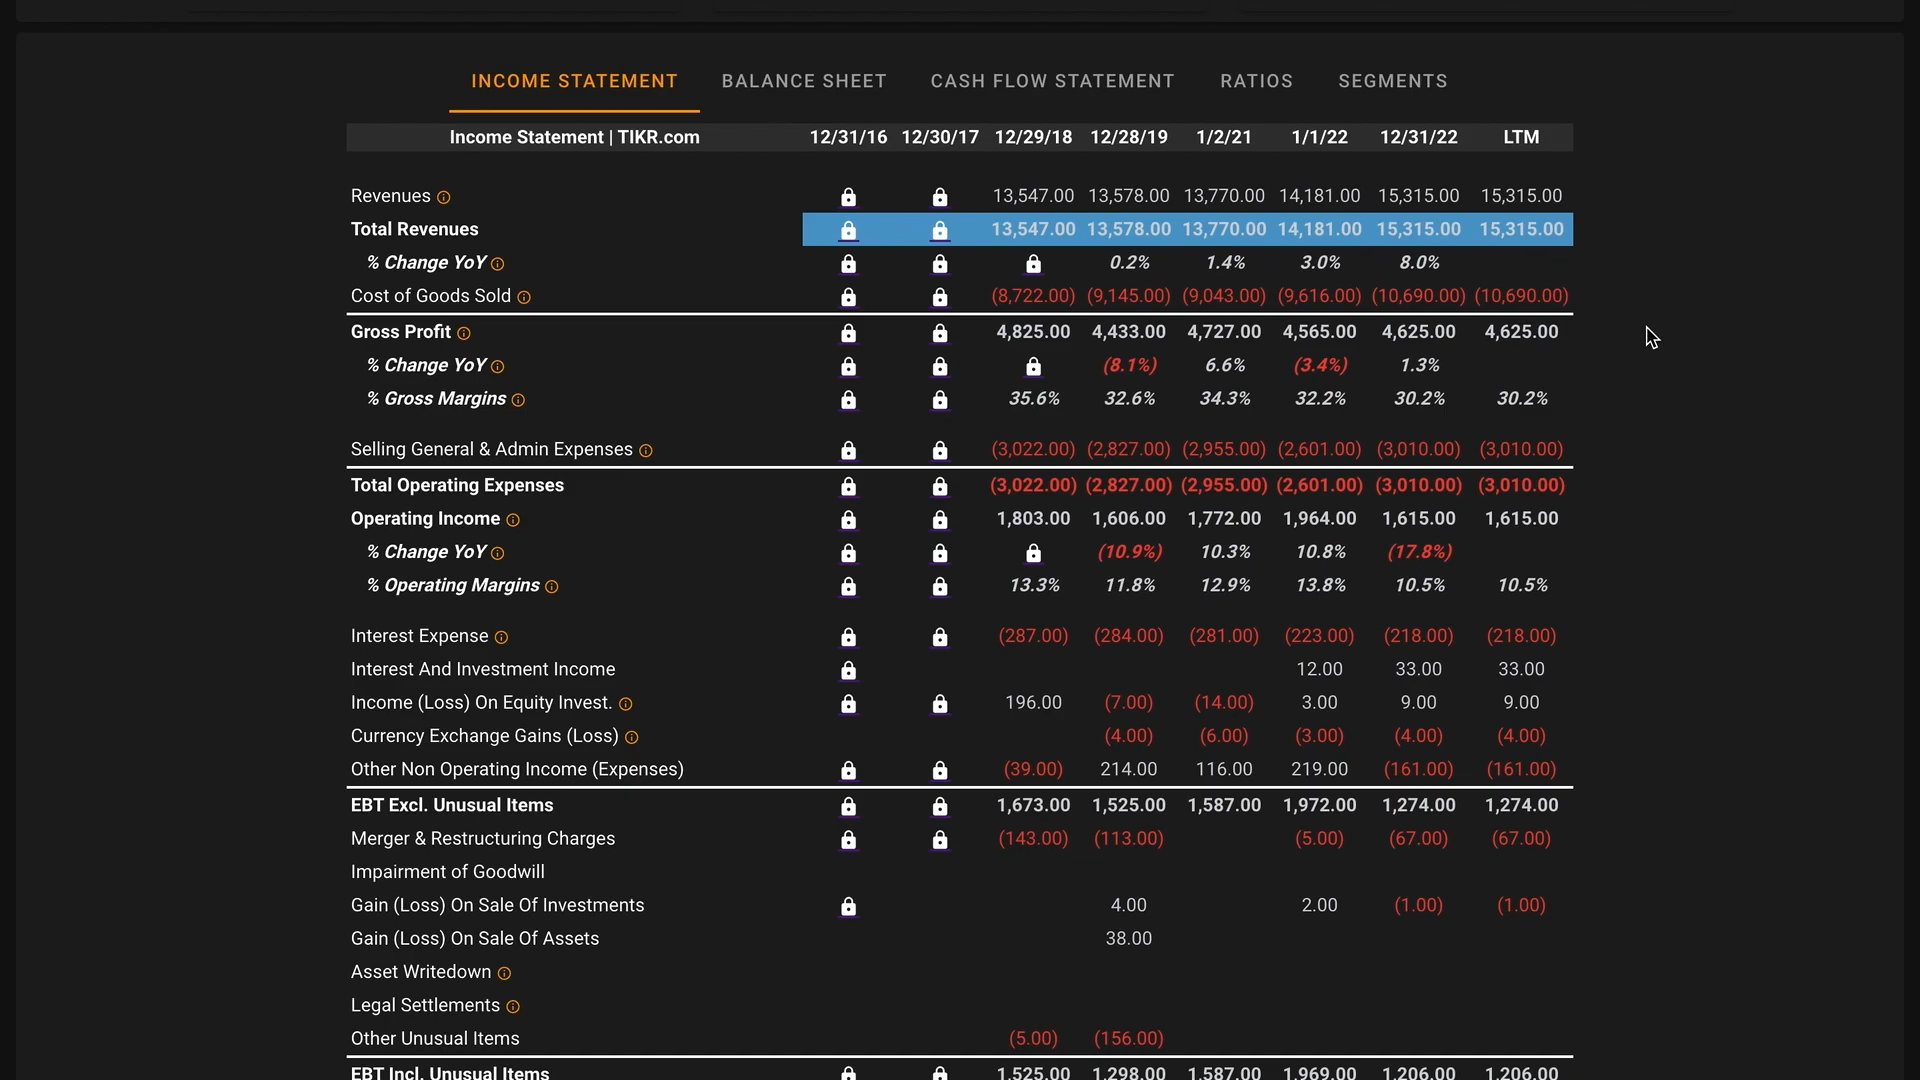 INCOME STATEMENT BALANCE SHEET CASH FLOW STATEMENT RATIOS SEGMENTS
Income Statement | TIKR.com 12/31/16 12/30/17 12/29/18 12/28/19 1/2/21 1/1/22 12/31/22 LTM
Revenues 13,547.00 13,578.00 13,770.00 14,181.00 15,315.00 15,315.00
Total Revenues 13,547.00 13,578.00 13,770.00 14,181.00 15,315.00 15,315.00
% Change YoY 0.2% 1.4% 3.0% 8.0%
Cost of Goods Sold (8,722.00) (9,145.00) (9,043.00) (9,616.00) (10,690.00) (10,690.00)
Gross Profit 4,825.00 4,433.00 4,727.00 4,565.00 4,625.00 4,625.00
% Change YoY (8.1%) 6.6% (3.4%) 1.3%
% Gross Margins 35.6% 32.6% 34.3% 32.2% 30.2% 30.2%
Selling General & Admin Expenses (3,022.00) (2,827.00) (2,955.00) (2,601.00) (3,010.00) (3,010.00)
Total Operating Expenses (3,022.00) (2,827.00) (2,955.00) (2,601.00) (3,010.00) (3,010.00)
Operating Income 1,803.00 1,606.00 1,772.00 1,964.00 1,615.00 1,615.00
% Change YoY (10.9%) 10.3% 10.8% (17.8%)
% Operating Margins 13.3% 11.8% 12.9% 13.8% 10.5% 10.5%
Interest Expense (287.00) (284.00) (281.00) (223.00) (218.00) (218.00)
Interest And Investment Income 12.00 33.00 33.00
Income (Loss) On Equity Invest. 196.00 (7.00) (14.00) 3.00 9.00 9.00
Currency Exchange Gains (Loss) (4.00) (6.00) (3.00) (4.00) (4.00)
Other Non Operating Income (Expenses) (39.00) 214.00 116.00 219.00 (161.00) (161.00)
EBT Excl. Unusual Items 1,673.00 1,525.00 1,587.00 1,972.00 1,274.00 1,274.00
Merger & Restructuring Charges (143.00) (113.00) (5.00) (67.00) (67.00)
Impairment of Goodwill
Gain (Loss) On Sale Of Investments 4.00 2.00 (1.00) (1.00)
Gain (Loss) On Sale Of Assets 38.00
Asset Writedown
Legal Settlements
Other Unusual Items (5.00) (156.00)
EBT Incl. Unusual Items 1,525.00 1,298.00 1,587.00 1,969.00 1,206.00 1,206.00